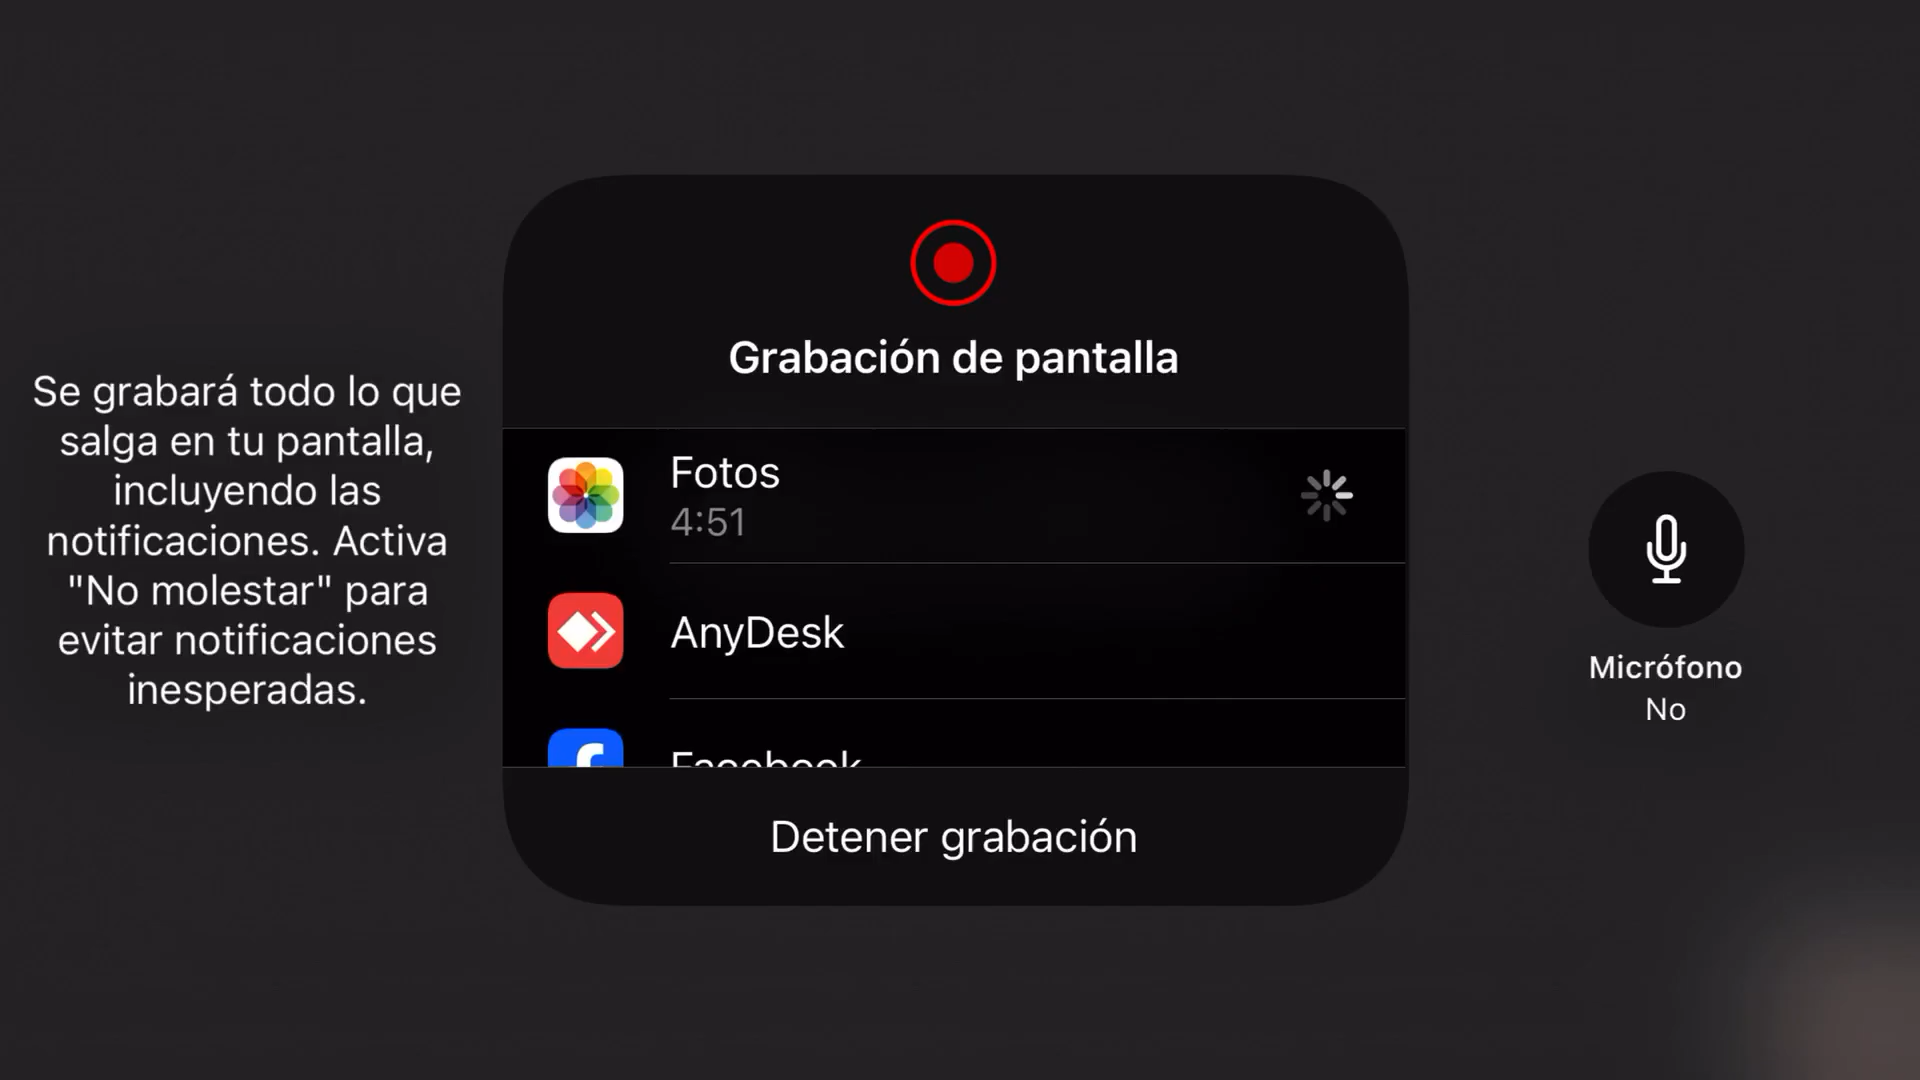 Se grabará todo lo que
salga en tu pantalla,
incluyendo las
notificaciones. Activa
"No molestar" para
evitar notificaciones
inesperadas.
Grabación de pantalla
Fotos
4:51
AnyDesk
Facebook
Detener grabación
Micrófono
No